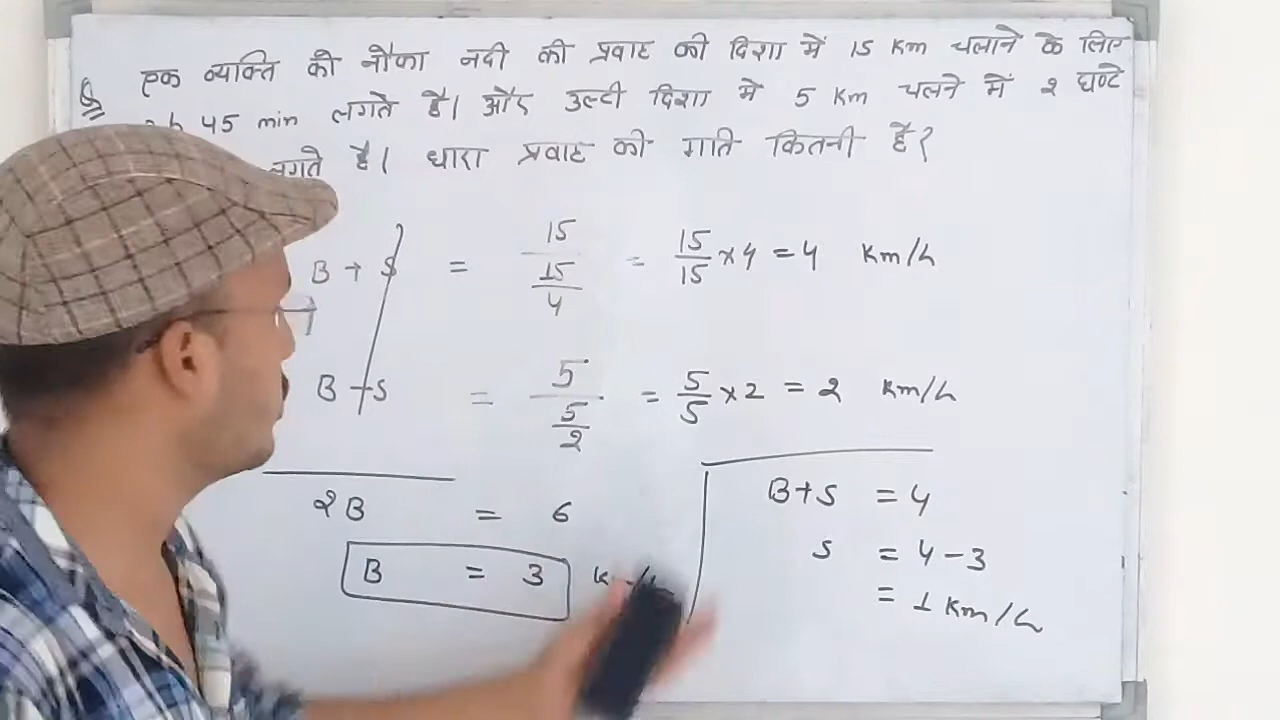 Q एक व्यक्ति को नौका नदी की प्रवाह की दिशा में 15 Km चलाने के लिए
45 min लगते है। और उल्टी दिशा मे 5 Km चलने में 2 घण्टे
लगते है। धारा प्रवाह की गति कितनी है?
B + S = 15/(15/4) = 15/15 × 4 = 4 Km/h
B - S = 5/(5/2) = 5/5 × 2 = 2 Km/h
2B = 6
B = 3
B+S = 4
S = 4 - 3
= 1 Km/h